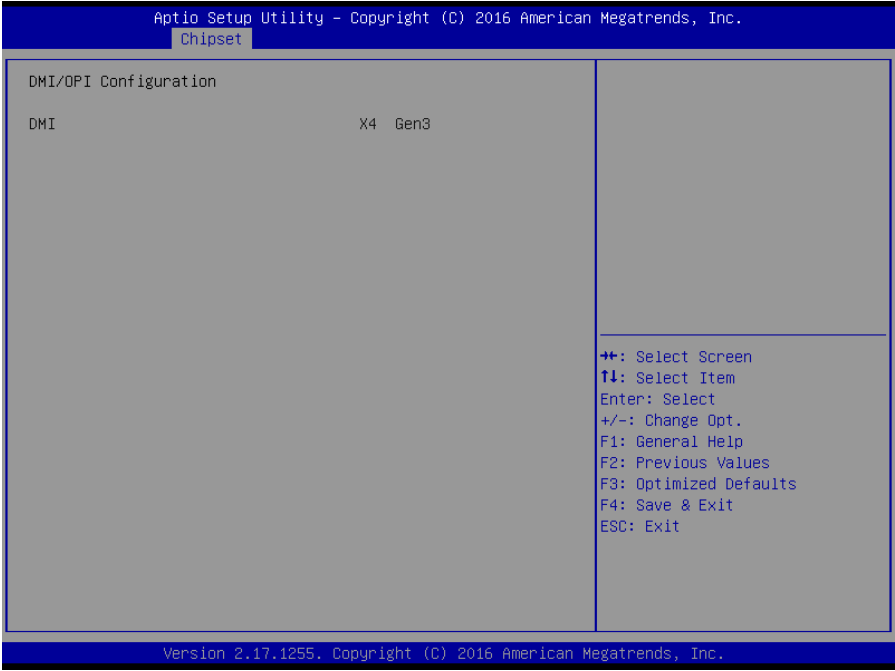 Aptio Setup Utility – Copyright (C) 2016 American Megatrends, Inc.
Chipset
DMI/OPI Configuration
DMI X4 Gen3
→←: Select Screen
↑↓: Select Item
Enter: Select
+/-: Change Opt.
F1: General Help
F2: Previous Values
F3: Optimized Defaults
F4: Save & Exit
ESC: Exit
Version 2.17.1255. Copyright (C) 2016 American Megatrends, Inc.